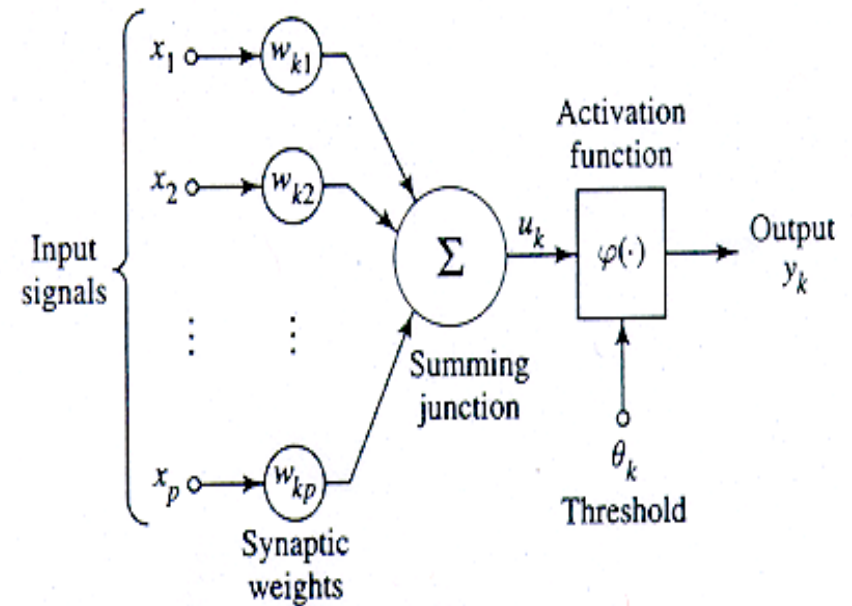 x1
wk1
Activation
function
x2
wk2
Input
signals
Σ
uk
φ(·)
Output
yk
Summing
junction
θk
Threshold
xp
wkp
Synaptic
weights